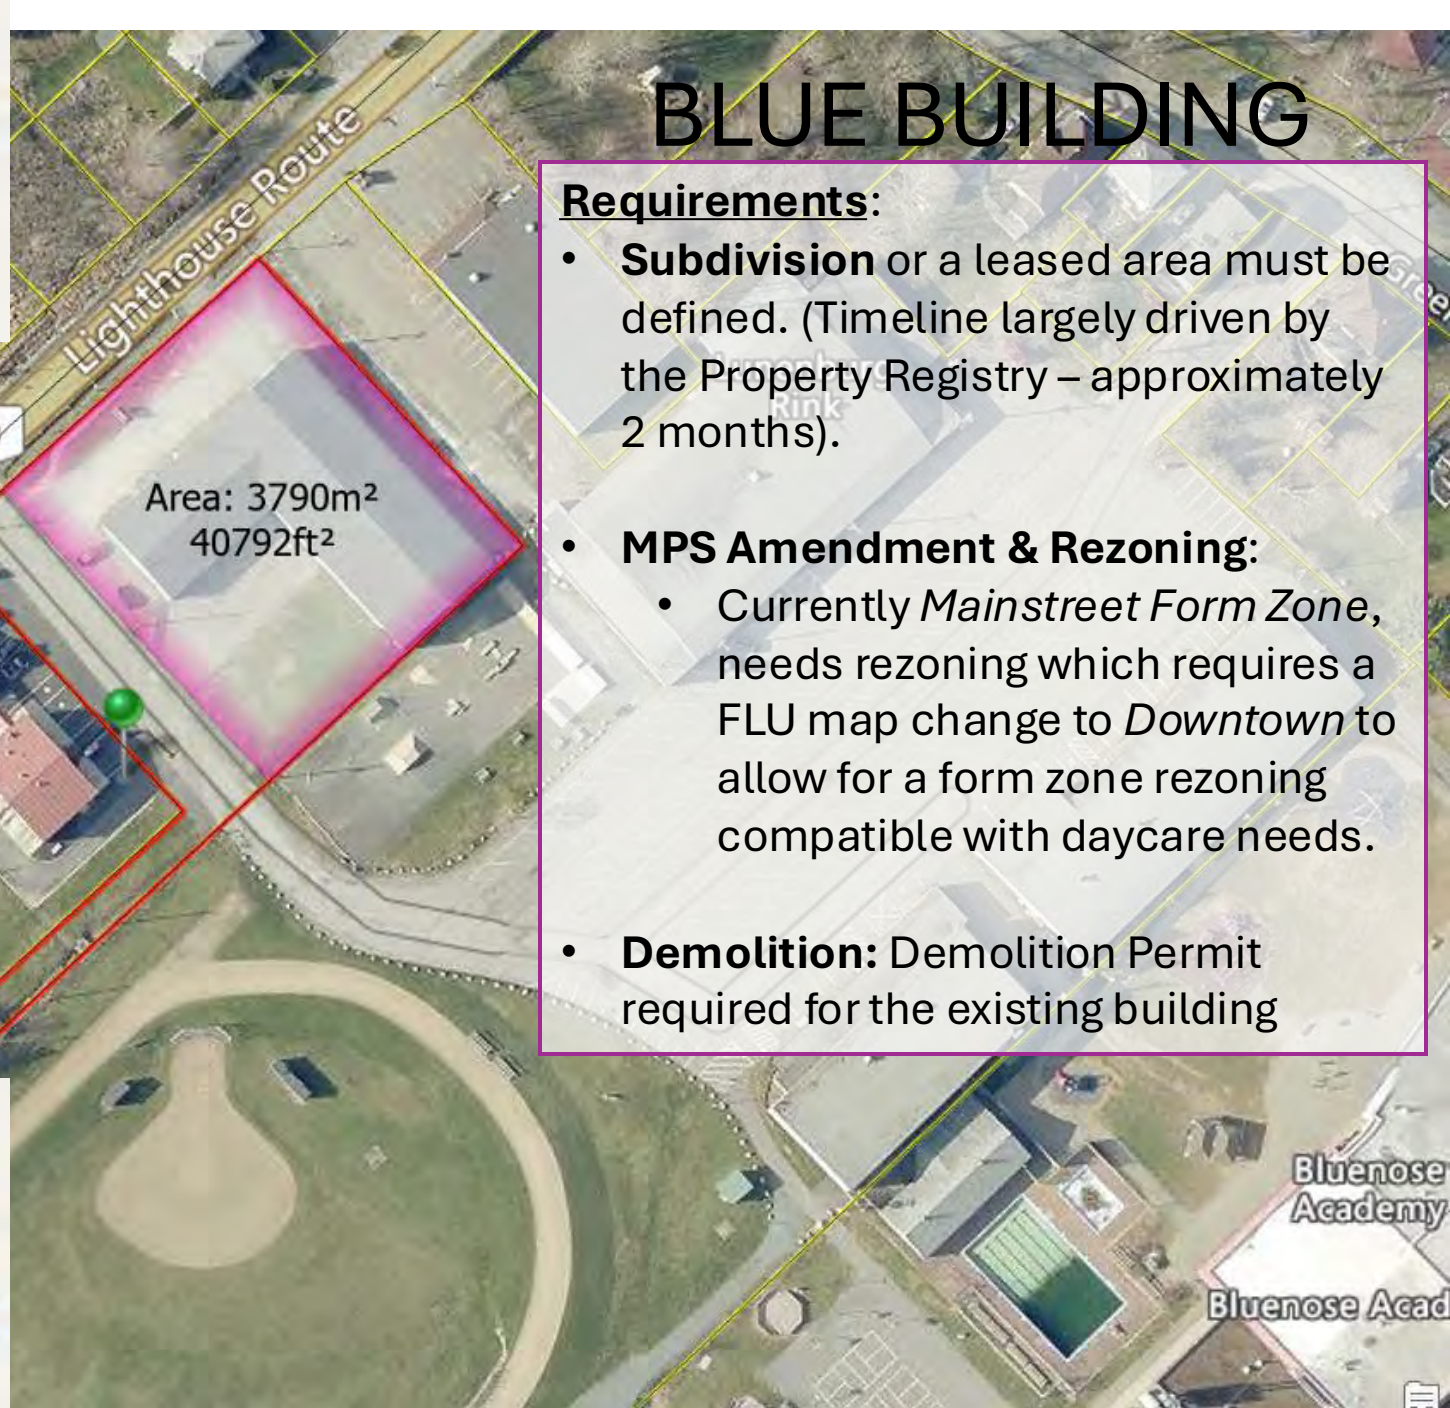 BLUE BUILDING
Lighthouse Route
Requirements:
• Subdivision or a leased area must be
defined. (Timeline largely driven by
the Property Registry – approximately
2 months).
Lunenburg
Rink
Area: 3790m²
40792ft²
• MPS Amendment & Rezoning:
• Currently Mainstreet Form Zone,
needs rezoning which requires a
FLU map change to Downtown to
allow for a form zone rezoning
compatible with daycare needs.
• Demolition: Demolition Permit
required for the existing building
Bluenose
Academy
Bluenose Acad